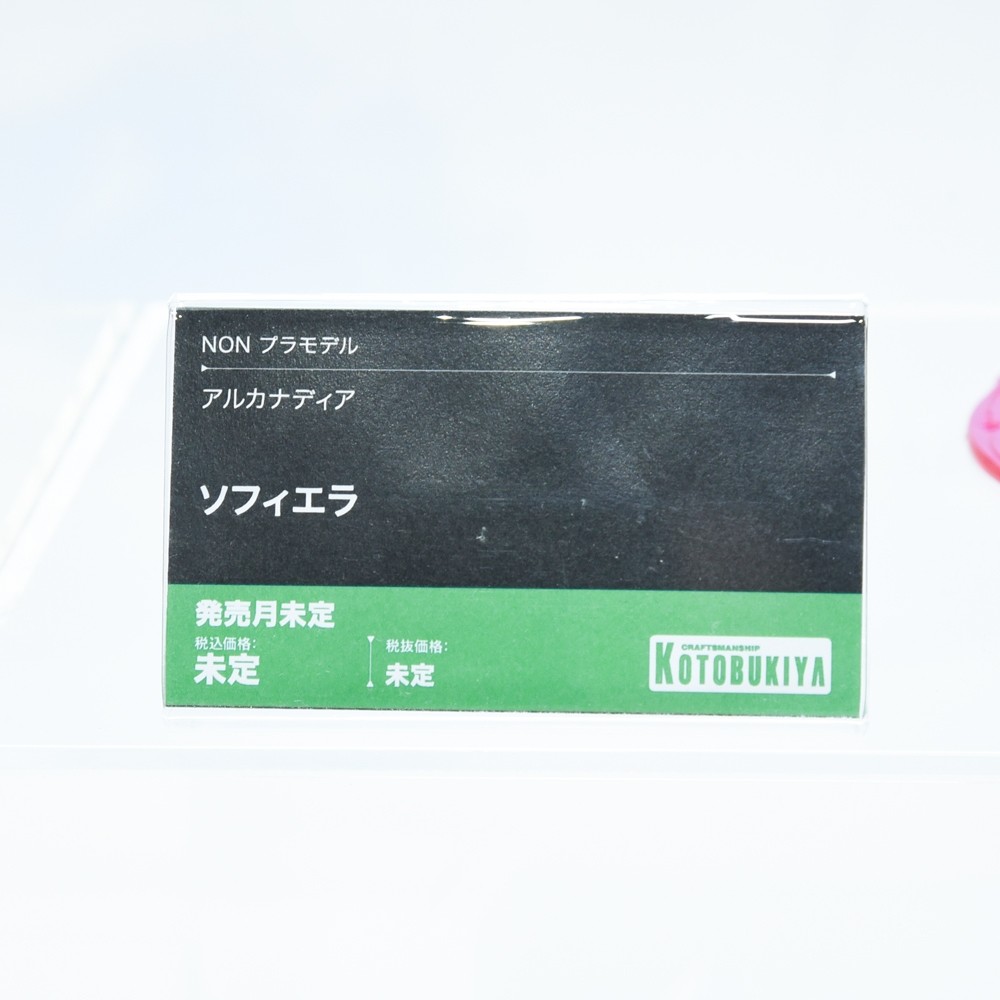 NON プラモデル
アルカナディア
ソフィエラ
発売月未定
税込価格:
未定
税抜価格:
未定
CRAFTSMANSHIP
KOTOBUKIYA